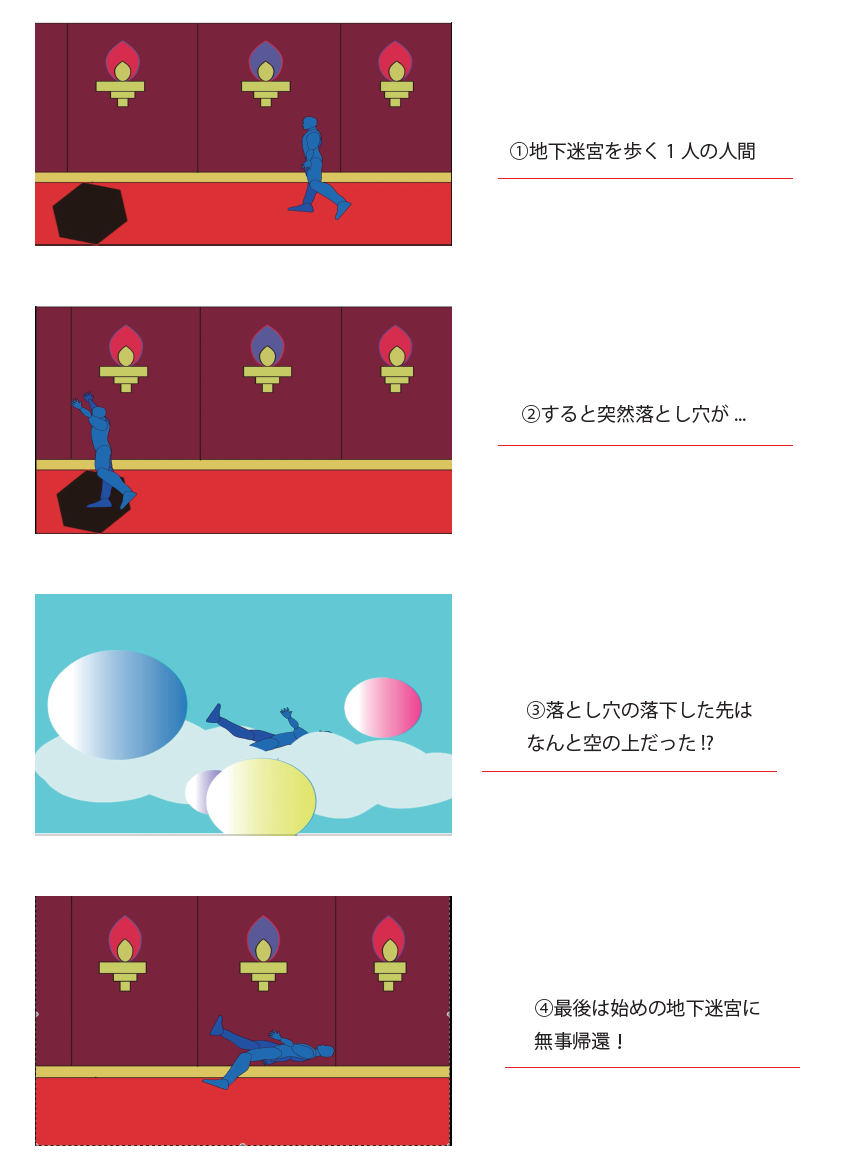 ①地下迷宮を歩く1人の人間
②すると突然落とし穴が...
③落とし穴の落下した先は
なんと空の上だった!?
④最後は始めの地下迷宮に
無事帰還！